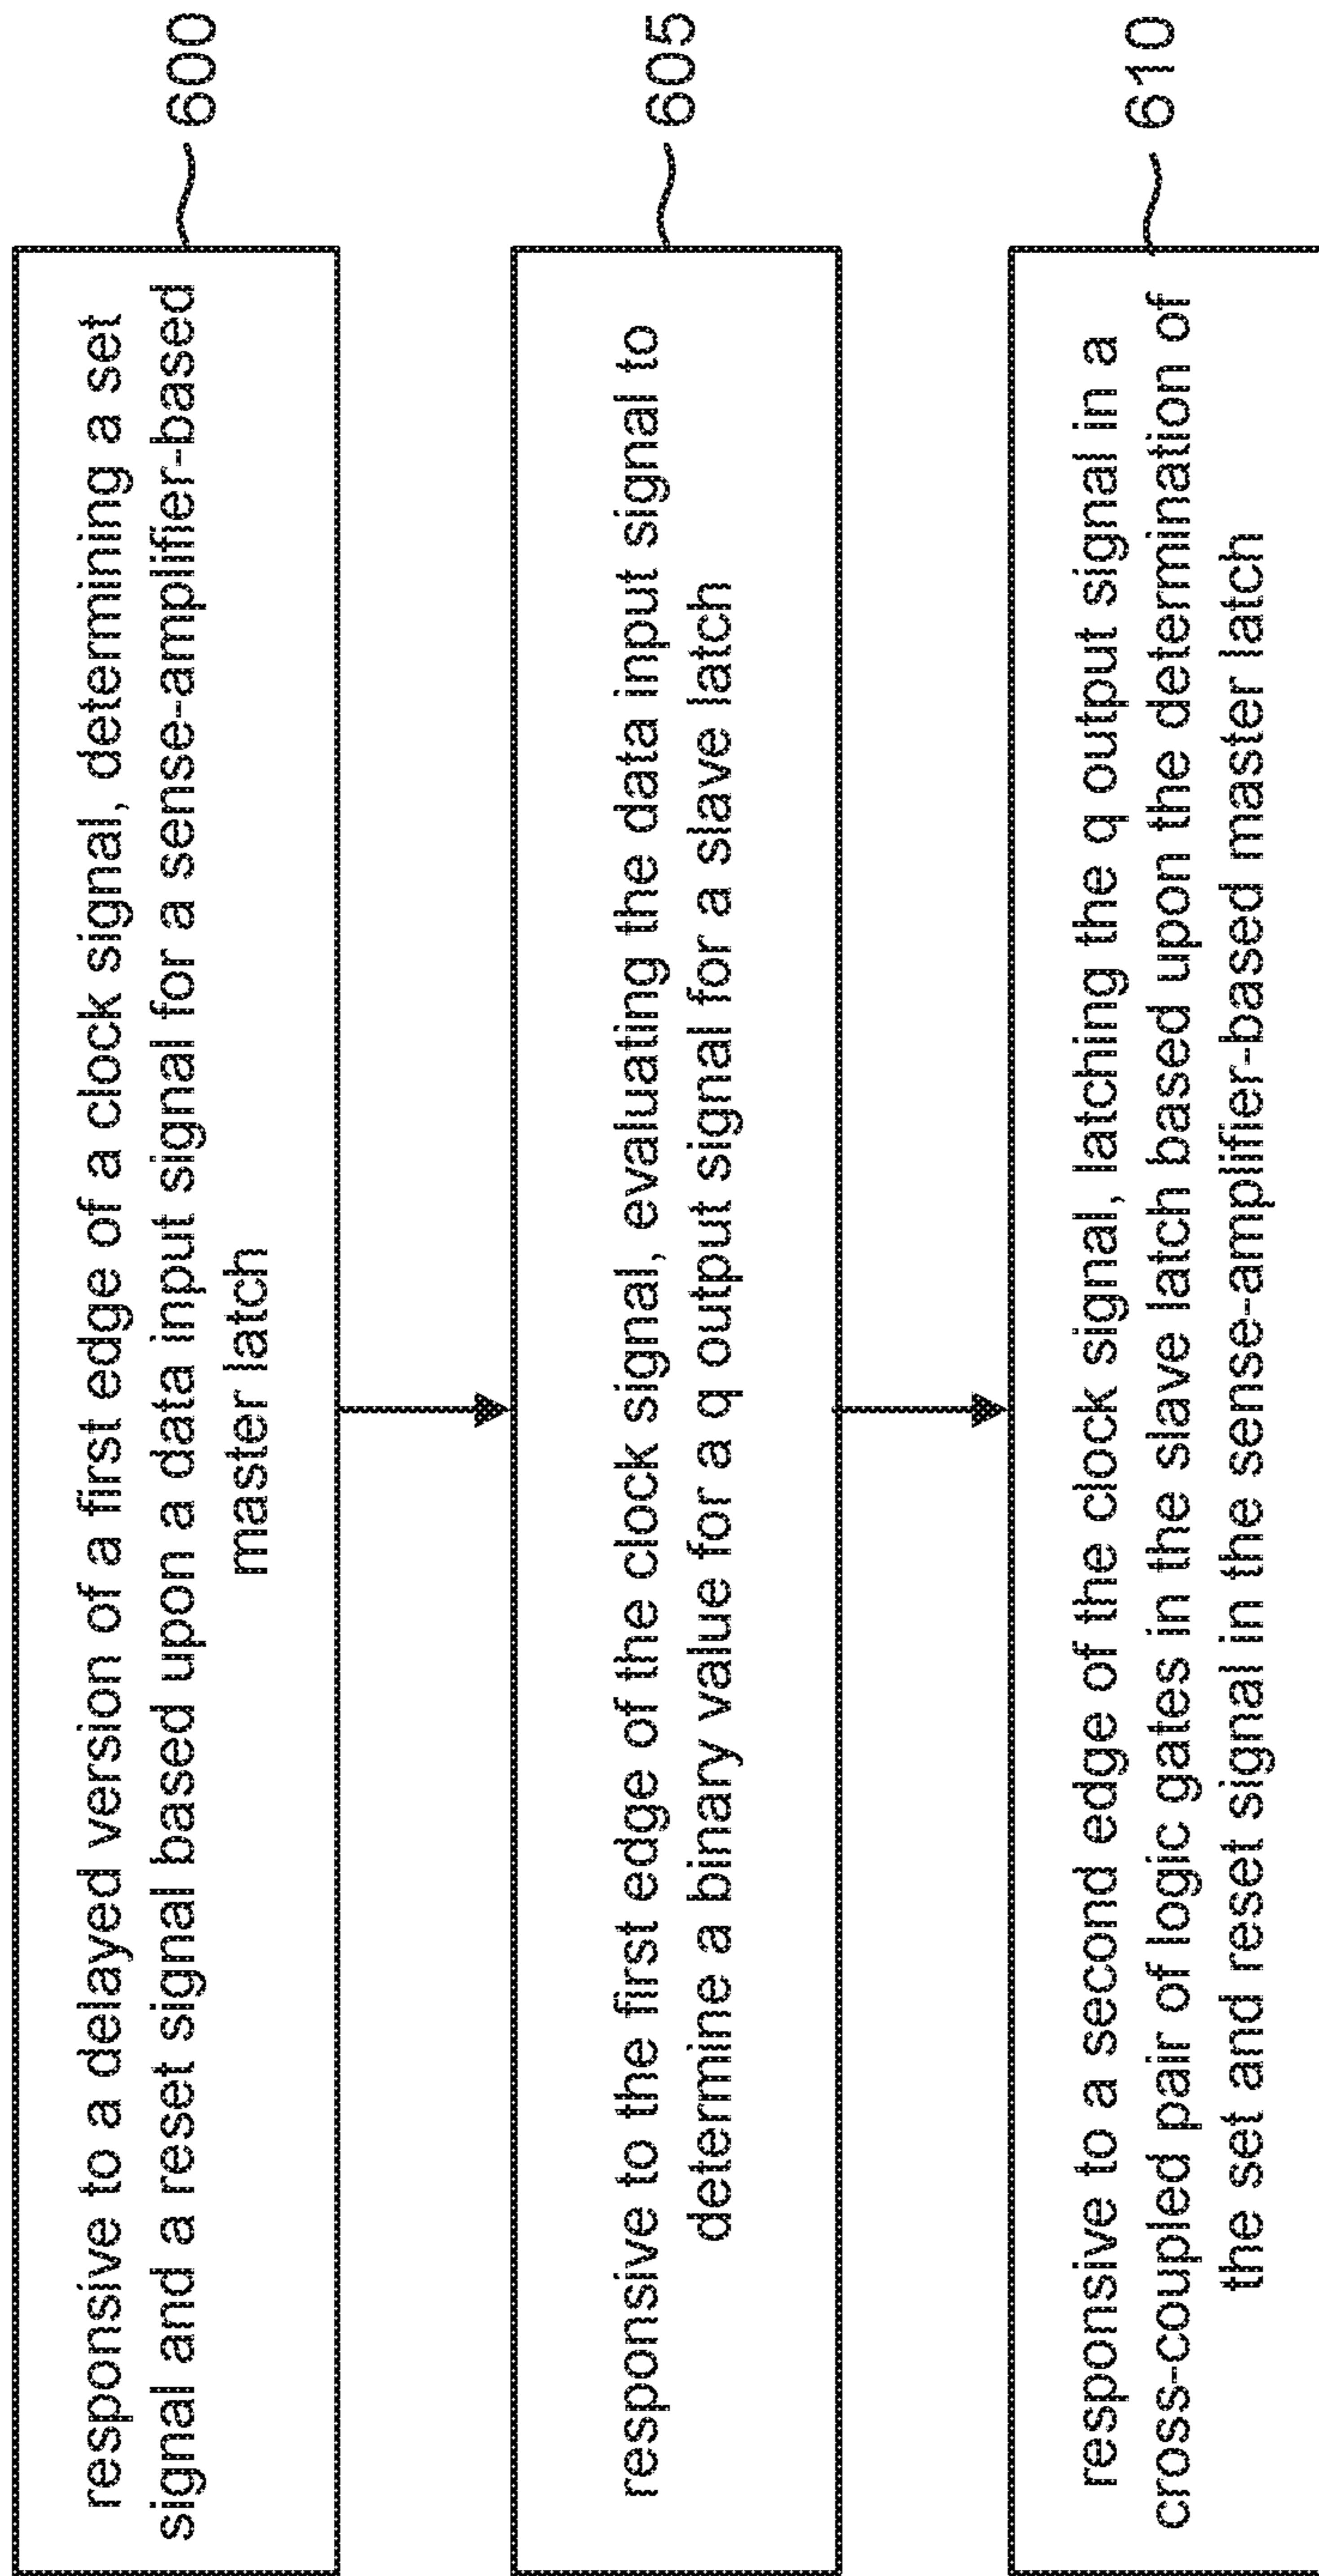 responsive to a delayed version of a first edge of a clock signal, determining a set
signal and a reset signal based upon a data input signal for a sense-amplifier-based
master latch
600
responsive to the first edge of the clock signal, evaluating the data input signal to
determine a binary value for a q output signal for a slave latch
605
responsive to a second edge of the clock signal, latching the q output signal in a
cross-coupled pair of logic gates in the slave latch based upon the determination of
the set and reset signal in the sense-amplifier-based master latch
610